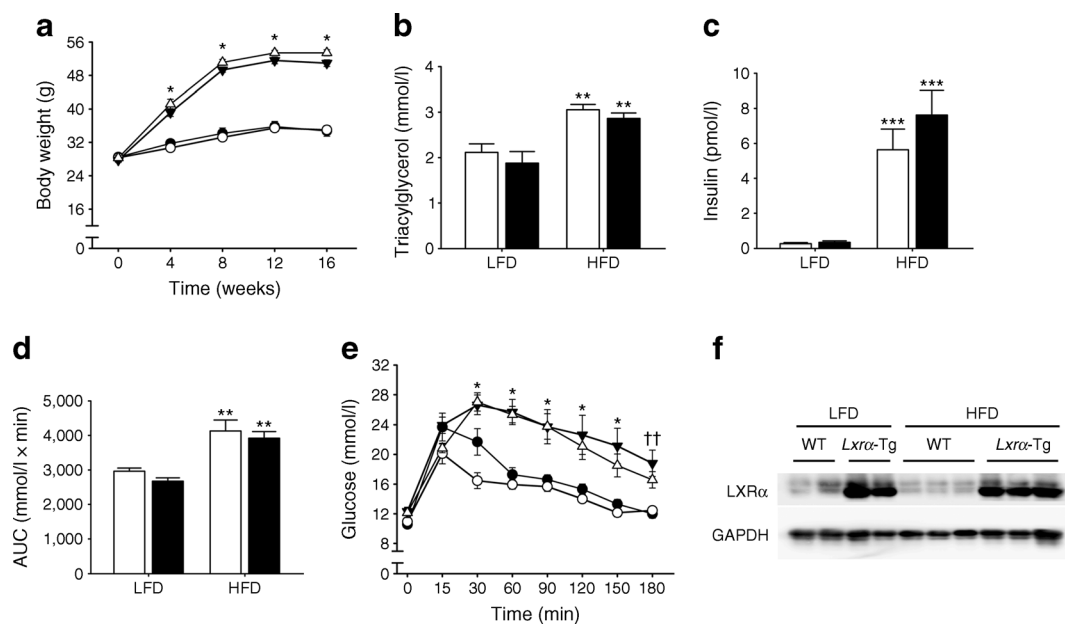 a
56
48
40
32
24
16
8
0
Body weight (g)
* * * * *
0 4 8 12 16
Time (weeks)
b
4
3
2
1
0
Triacylglycerol (mmol/l)
** **
LFD HFD
c
10
8
6
4
2
0
Insulin (pmol/l)
*** ***
LFD HFD
d
5,000
4,000
3,000
2,000
1,000
0
AUC (mmol/l × min)
** **
LFD HFD
e
32
28
24
20
16
12
8
0
Glucose (mmol/l)
* * * * * ††
0 15 30 60 90 120 150 180
Time (min)
f
LFD HFD
WT Lxrα-Tg WT Lxrα-Tg
LXRα
GAPDH